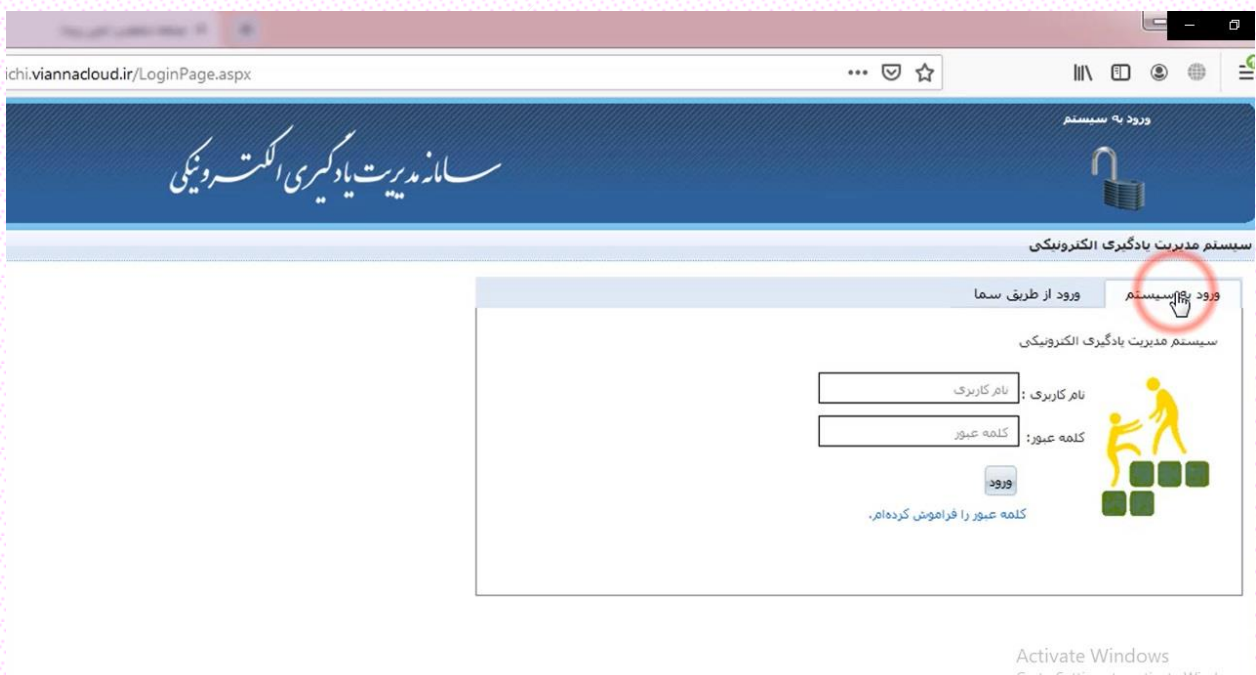 ichi.viannacloud.ir/LoginPage.aspx
ورود به سیستم
سامانه مدیریت یادگیری الکترونیکی
سیستم مدیریت یادگیری الکترونیکی
ورود به سیستم
ورود از طریق سما
سیستم مدیریت یادگیری الکترونیکی
نام کاربری : نام کاربری
کلمه عبور: کلمه عبور
ورود
کلمه عبور را فراموش کرده‌ام.
Activate Windows